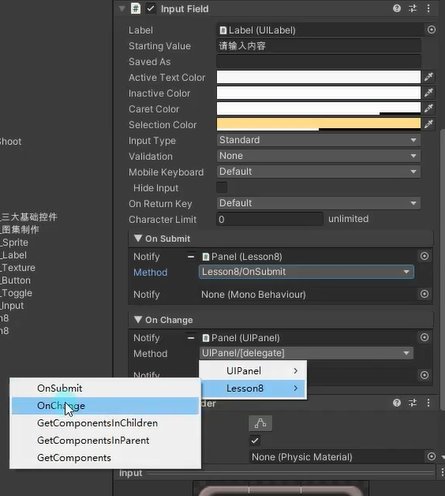 Input Field
Label
Label (UILabel)
Starting Value
请输入内容
Saved As
Active Text Color
Inactive Color
Caret Color
Selection Color
Input Type
Standard
Validation
None
Mobile Keyboard
Default
Hide Input
On Return Key
Default
Character Limit
0
unlimited
On Submit
Notify
Panel (Lesson8)
Method
Lesson8/OnSubmit
Notify
None (Mono Behaviour)
On Change
Notify
Panel (UIPanel)
Method
UIPanel/[delegate]
Notify
UIPanel
Lesson8
OnSubmit
OnChange
GetComponentsInChildren
GetComponentsInParent
GetComponents
None (Physic Material)
Input
hoot
_三大基础控件
_图集制作
_Sprite
_Label
_Texture
_Button
_Toggle
_Input
n8
n8
der